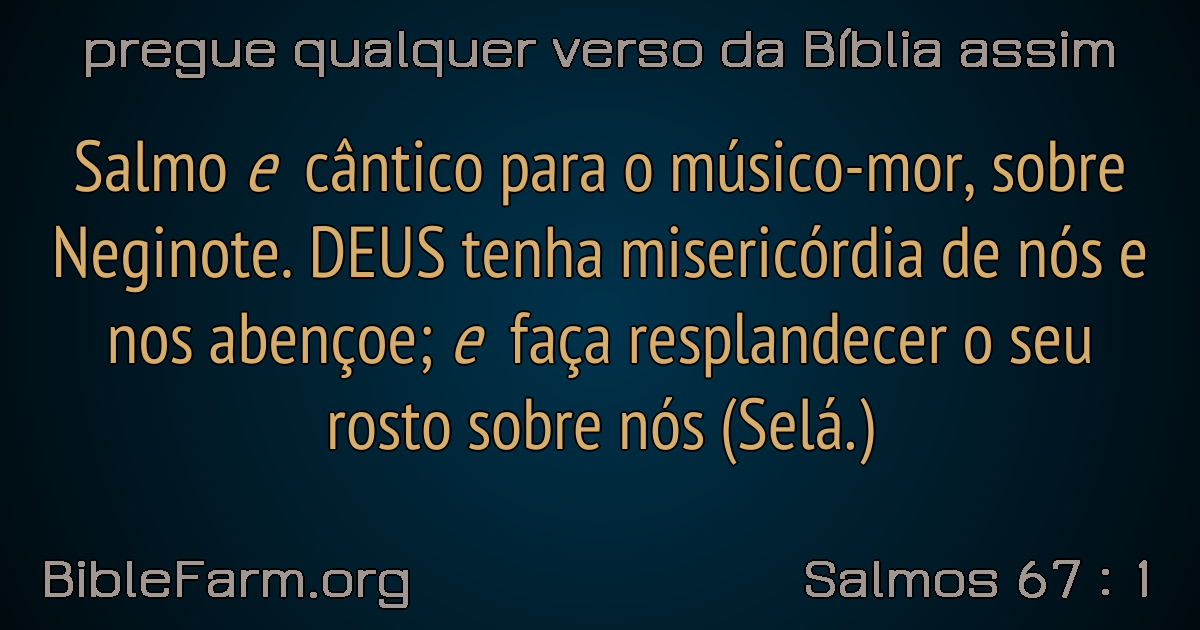 pregue qualquer verso da Bíblia assim
Salmo e cântico para o músico-mor, sobre
Neginote. DEUS tenha misericórdia de nós e
nos abençoe; e faça resplandecer o seu
rosto sobre nós (Selá.)
BibleFarm.org
Salmos 67 : 1